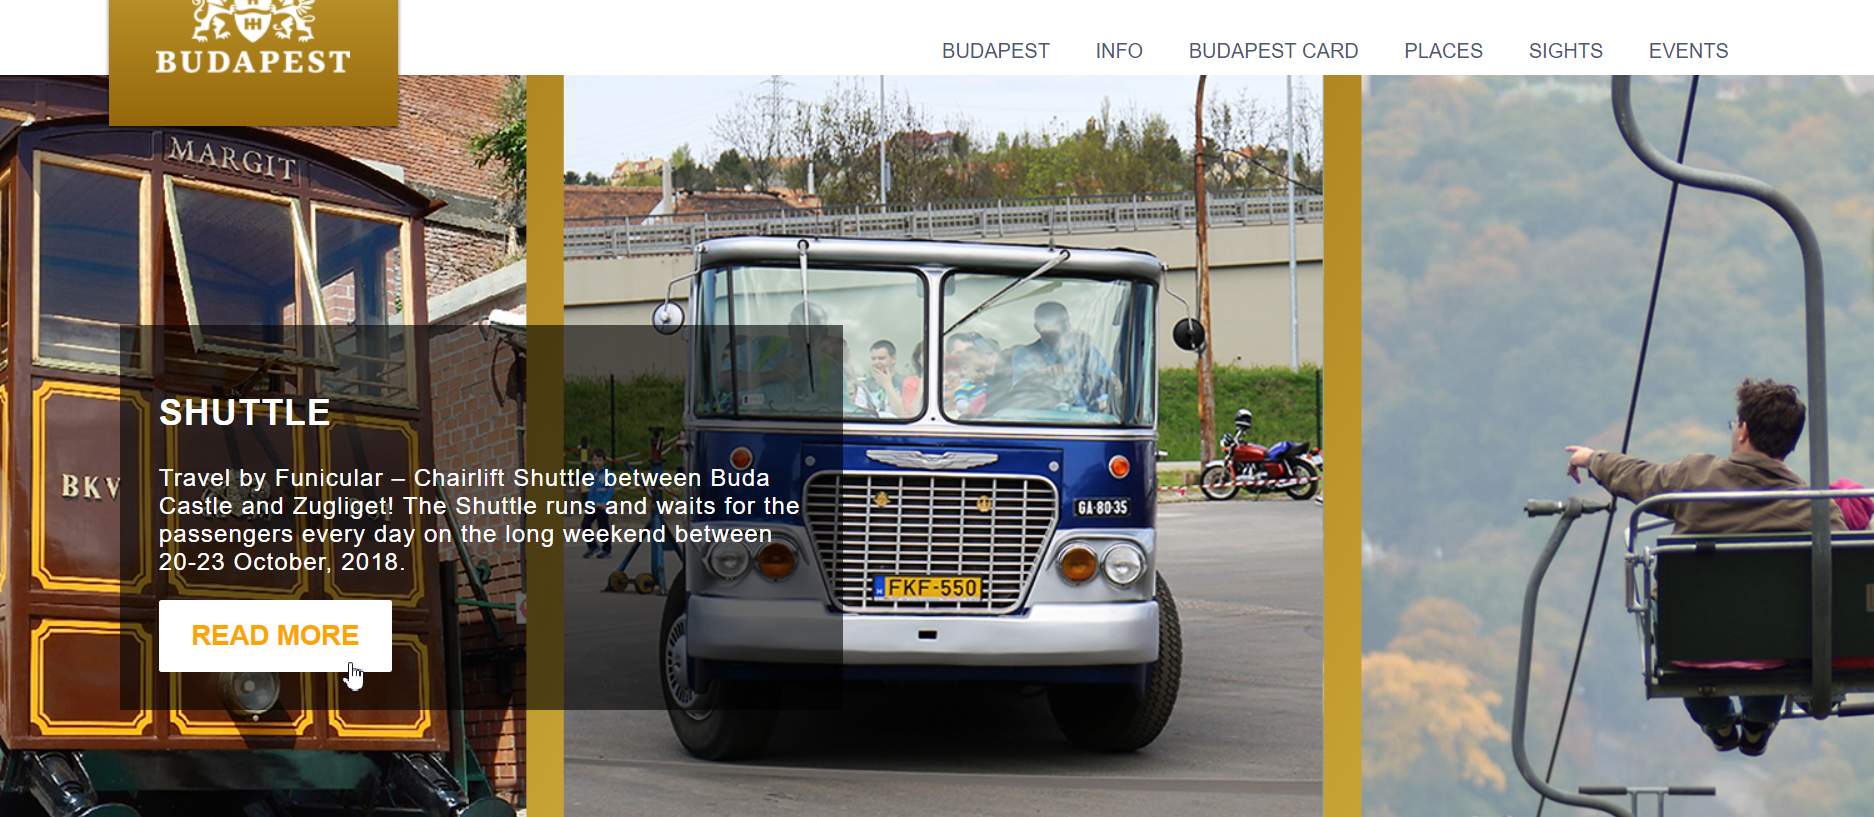 BUDAPEST
BUDAPEST INFO BUDAPEST CARD PLACES SIGHTS EVENTS
MARGIT
BKV
SHUTTLE
Travel by Funicular – Chairlift Shuttle between Buda
Castle and Zugliget! The Shuttle runs and waits for the
passengers every day on the long weekend between
20-23 October, 2018.
READ MORE
GA·80·35
H
FKF-550